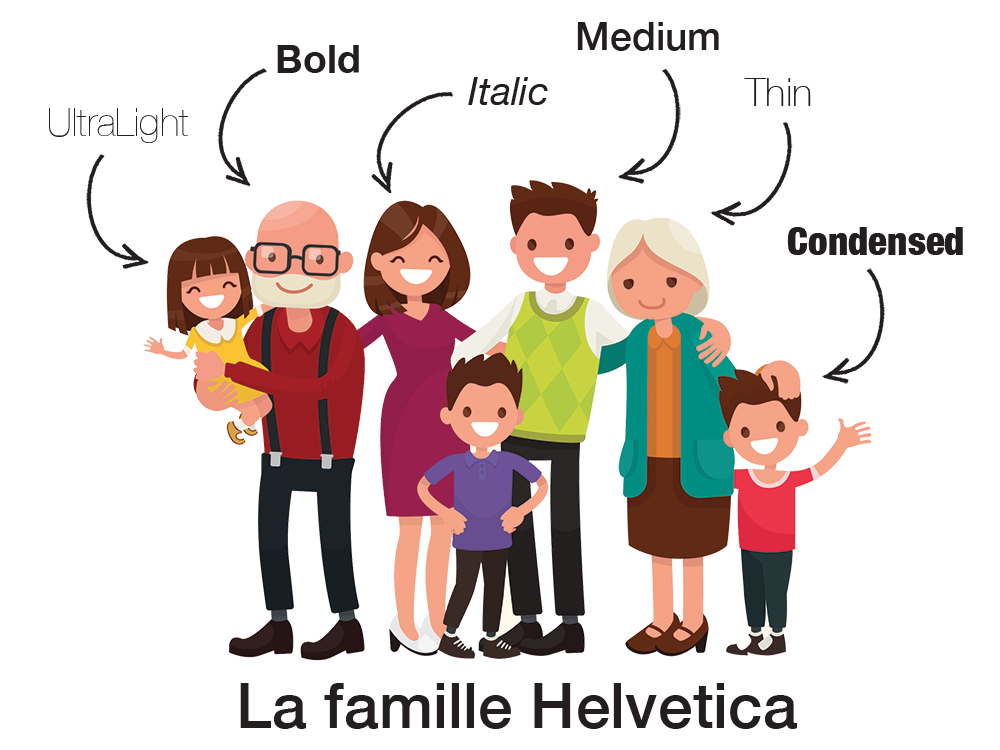 Medium
Bold
Italic
Thin
UltraLight
Condensed
La famille Helvetica